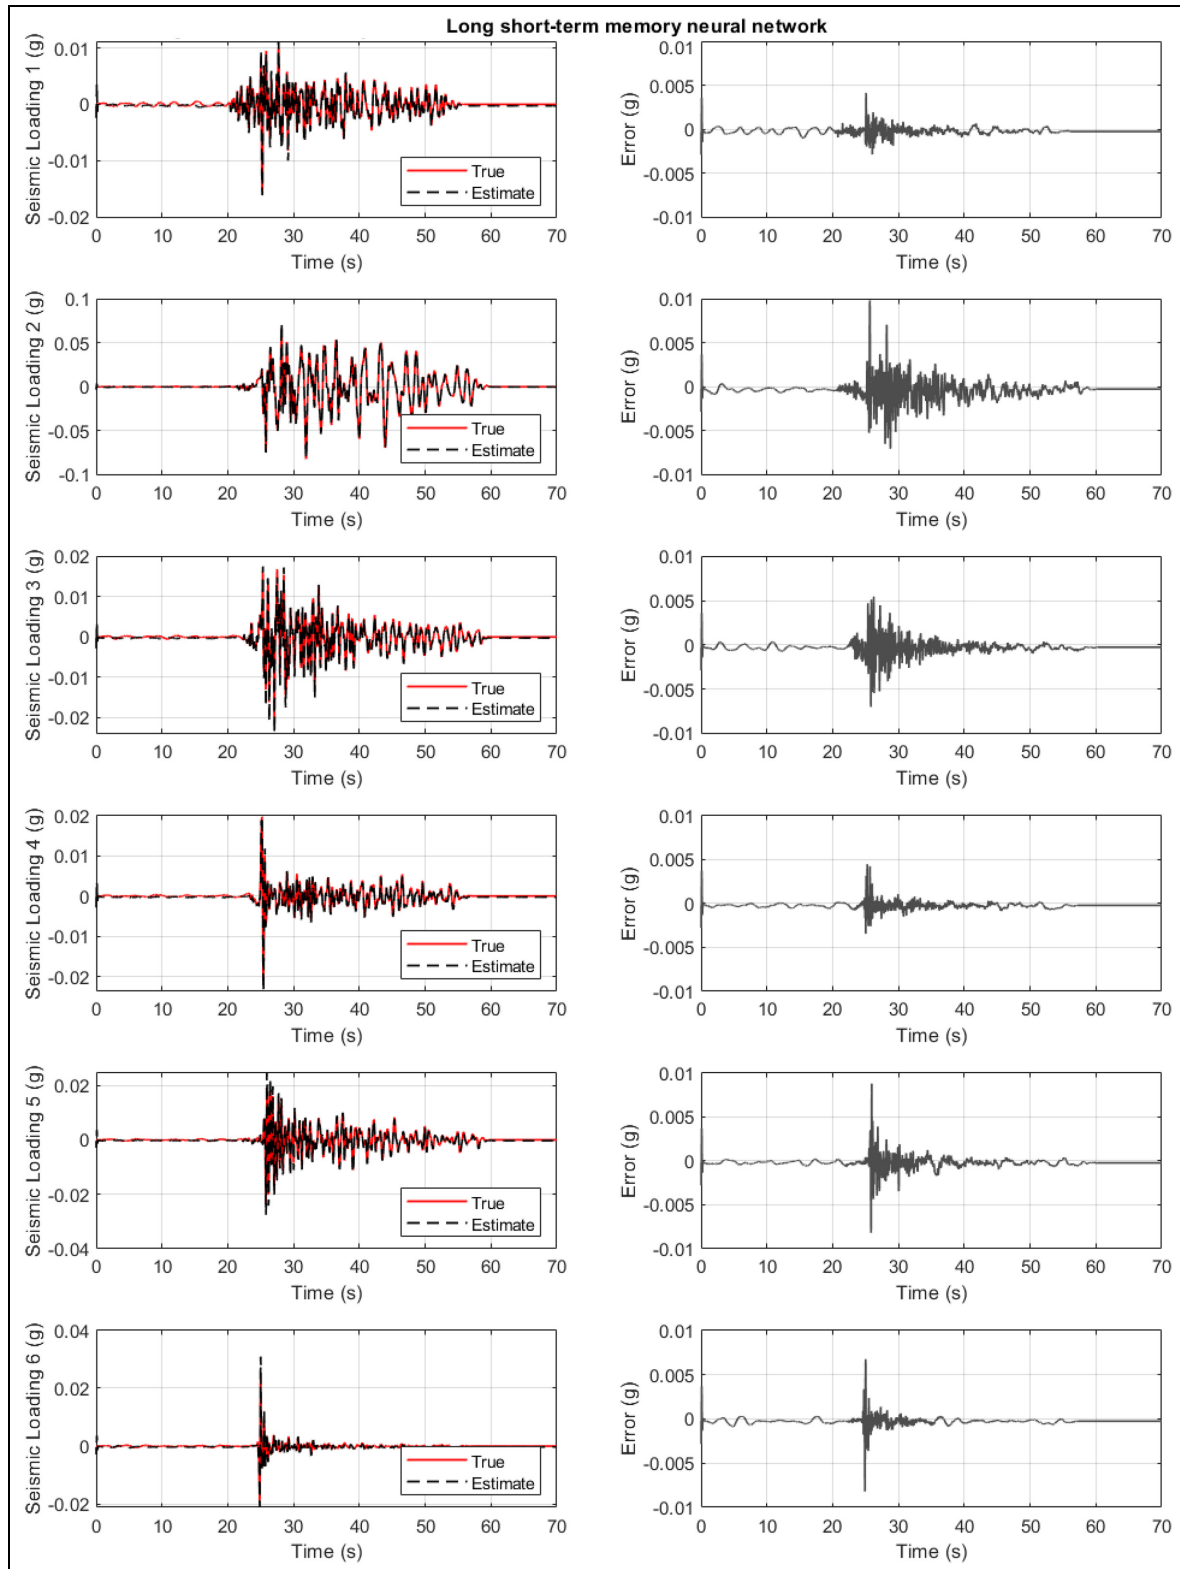 Long short-term memory neural network
Seismic Loading 1 (g)
0.01
0
-0.01
-0.02
True
Estimate
0 10 20 30 40 50 60 70
Time (s)
Error (g)
0.01
0.005
0
-0.005
-0.01
0 10 20 30 40 50 60 70
Time (s)
Seismic Loading 2 (g)
0.1
0.05
0
-0.05
-0.1
True
Estimate
0 10 20 30 40 50 60 70
Time (s)
Error (g)
0.01
0.005
0
-0.005
-0.01
0 10 20 30 40 50 60 70
Time (s)
Seismic Loading 3 (g)
0.02
0.01
0
-0.01
-0.02
True
Estimate
0 10 20 30 40 50 60 70
Time (s)
Error (g)
0.01
0.005
0
-0.005
-0.01
0 10 20 30 40 50 60 70
Time (s)
Seismic Loading 4 (g)
0.02
0.01
0
-0.01
-0.02
True
Estimate
0 10 20 30 40 50 60 70
Time (s)
Error (g)
0.01
0.005
0
-0.005
-0.01
0 10 20 30 40 50 60 70
Time (s)
Seismic Loading 5 (g)
0.02
0
-0.02
-0.04
True
Estimate
0 10 20 30 40 50 60 70
Time (s)
Error (g)
0.01
0.005
0
-0.005
-0.01
0 10 20 30 40 50 60 70
Time (s)
Seismic Loading 6 (g)
0.04
0.02
0
-0.02
True
Estimate
0 10 20 30 40 50 60 70
Time (s)
Error (g)
0.01
0.005
0
-0.005
-0.01
0 10 20 30 40 50 60 70
Time (s)